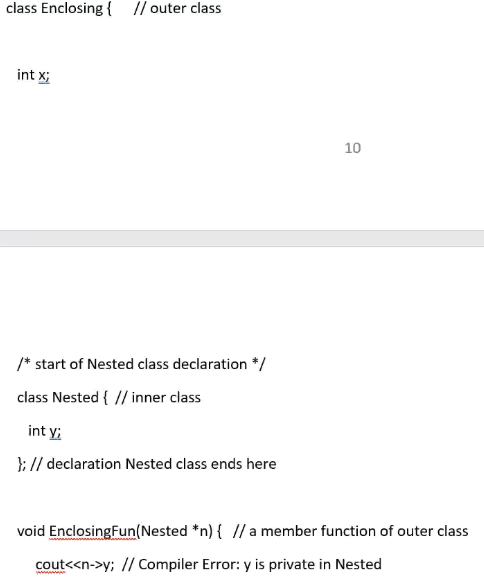 class Enclosing { // outer class
int x;
10
/* start of Nested class declaration */
class Nested { // inner class
int y;
}; // declaration Nested class ends here
void EnclosingFun(Nested *n) { // a member function of outer class
cout<<n->y; // Compiler Error: y is private in Nested